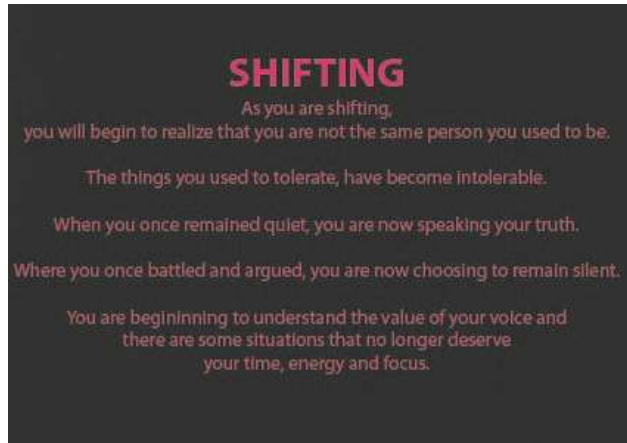 SHIFTING
As you are shifting,
you will begin to realize that you are not the same person you used to be.
The things you used to tolerate, have become intolerable.
When you once remained quiet, you are now speaking your truth.
Where you once battled and argued, you are now choosing to remain silent.
You are begininning to understand the value of your voice and
there are some situations that no longer deserve
your time, energy and focus.